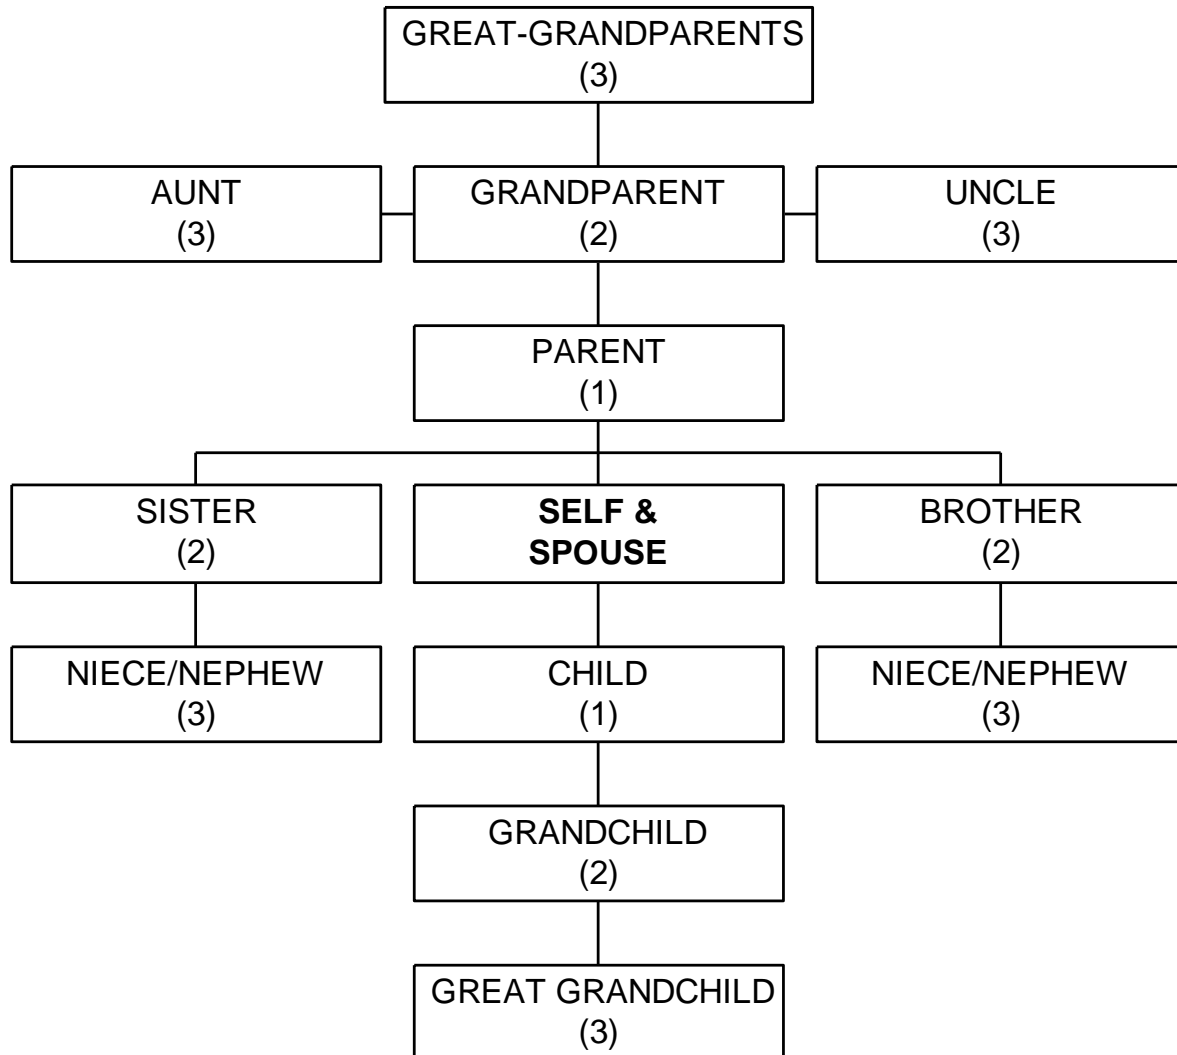 GREAT-GRANDPARENTS
(3)
AUNT
(3)
GRANDPARENT
(2)
UNCLE
(3)
PARENT
(1)
SISTER
(2)
SELF &
SPOUSE
BROTHER
(2)
NIECE/NEPHEW
(3)
CHILD
(1)
NIECE/NEPHEW
(3)
GRANDCHILD
(2)
GREAT GRANDCHILD
(3)